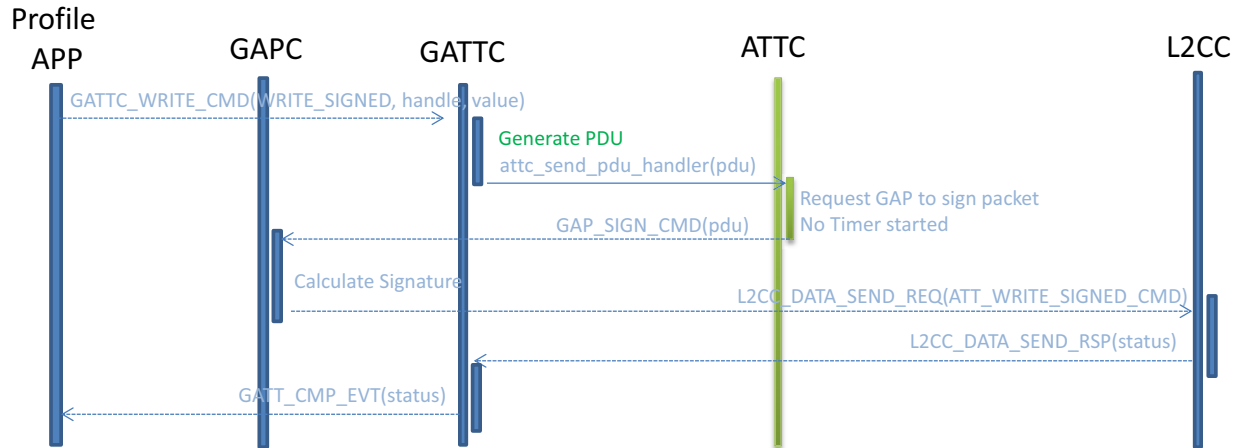 Profile
APP
GAPC
GATTC
ATTC
L2CC
GATTC_WRITE_CMD(WRITE_SIGNED, handle, value)
Generate PDU
attc_send_pdu_handler(pdu)
Request GAP to sign packet
No Timer started
GAP_SIGN_CMD(pdu)
Calculate Signature
L2CC_DATA_SEND_REQ(ATT_WRITE_SIGNED_CMD)
L2CC_DATA_SEND_RSP(status)
GATT_CMP_EVT(status)